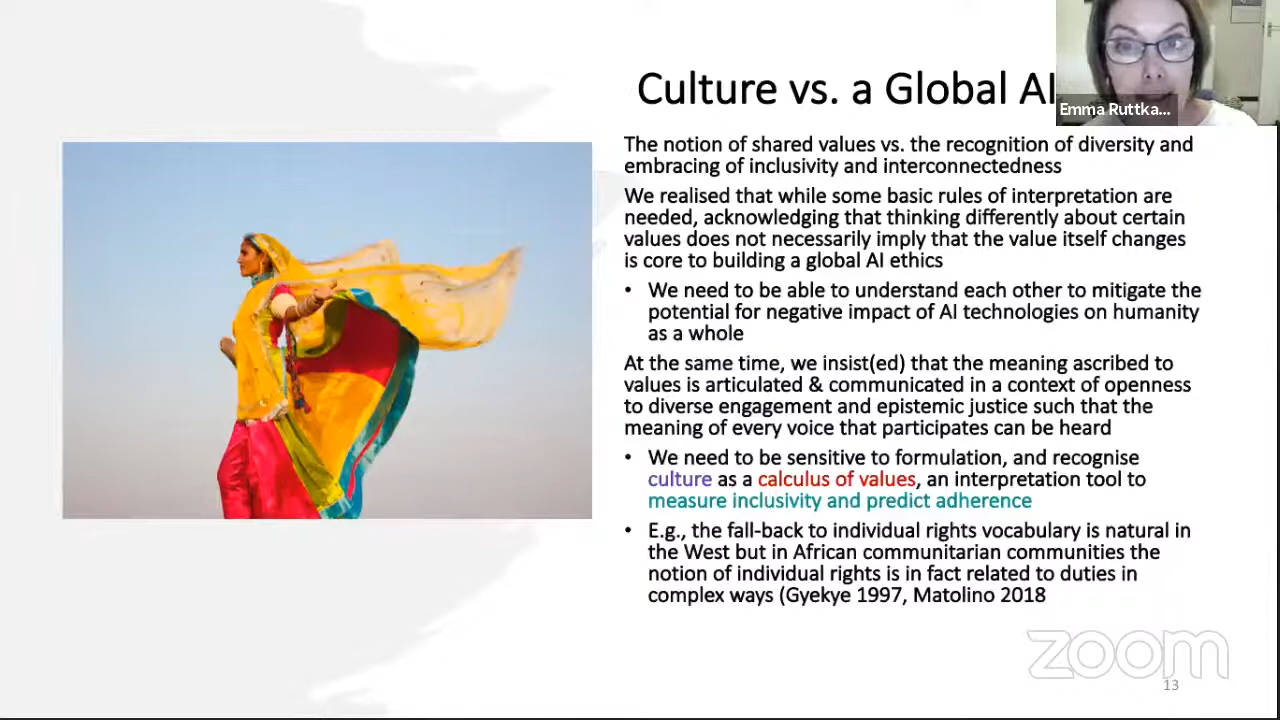 Culture vs. a Global AI
Emma Ruttka...
The notion of shared values vs. the recognition of diversity and
embracing of inclusivity and interconnectedness
We realised that while some basic rules of interpretation are
needed, acknowledging that thinking differently about certain
values does not necessarily imply that the value itself changes
is core to building a global AI ethics
• We need to be able to understand each other to mitigate the
potential for negative impact of AI technologies on humanity
as a whole
At the same time, we insist(ed) that the meaning ascribed to
values is articulated & communicated in a context of openness
to diverse engagement and epistemic justice such that the
meaning of every voice that participates can be heard
• We need to be sensitive to formulation, and recognise
culture as a calculus of values, an interpretation tool to
measure inclusivity and predict adherence
• E.g., the fall-back to individual rights vocabulary is natural in
the West but in African communitarian communities the
notion of individual rights is in fact related to duties in
complex ways (Gyekye 1997, Matolino 2018
zoom
13